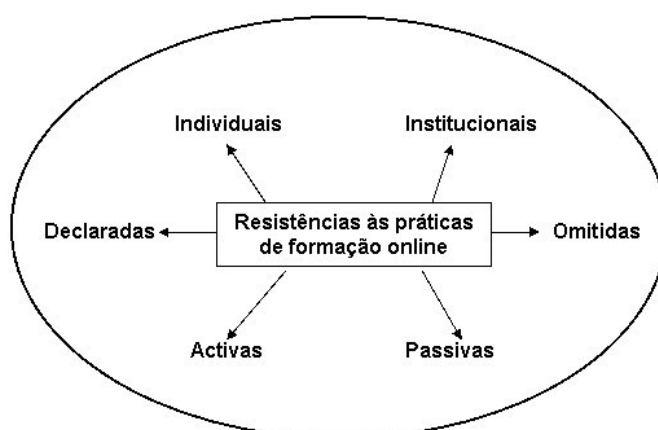 Individuais
Institucionais
Declaradas
Resistências às práticas
de formação online
Omitidas
Activas
Passivas